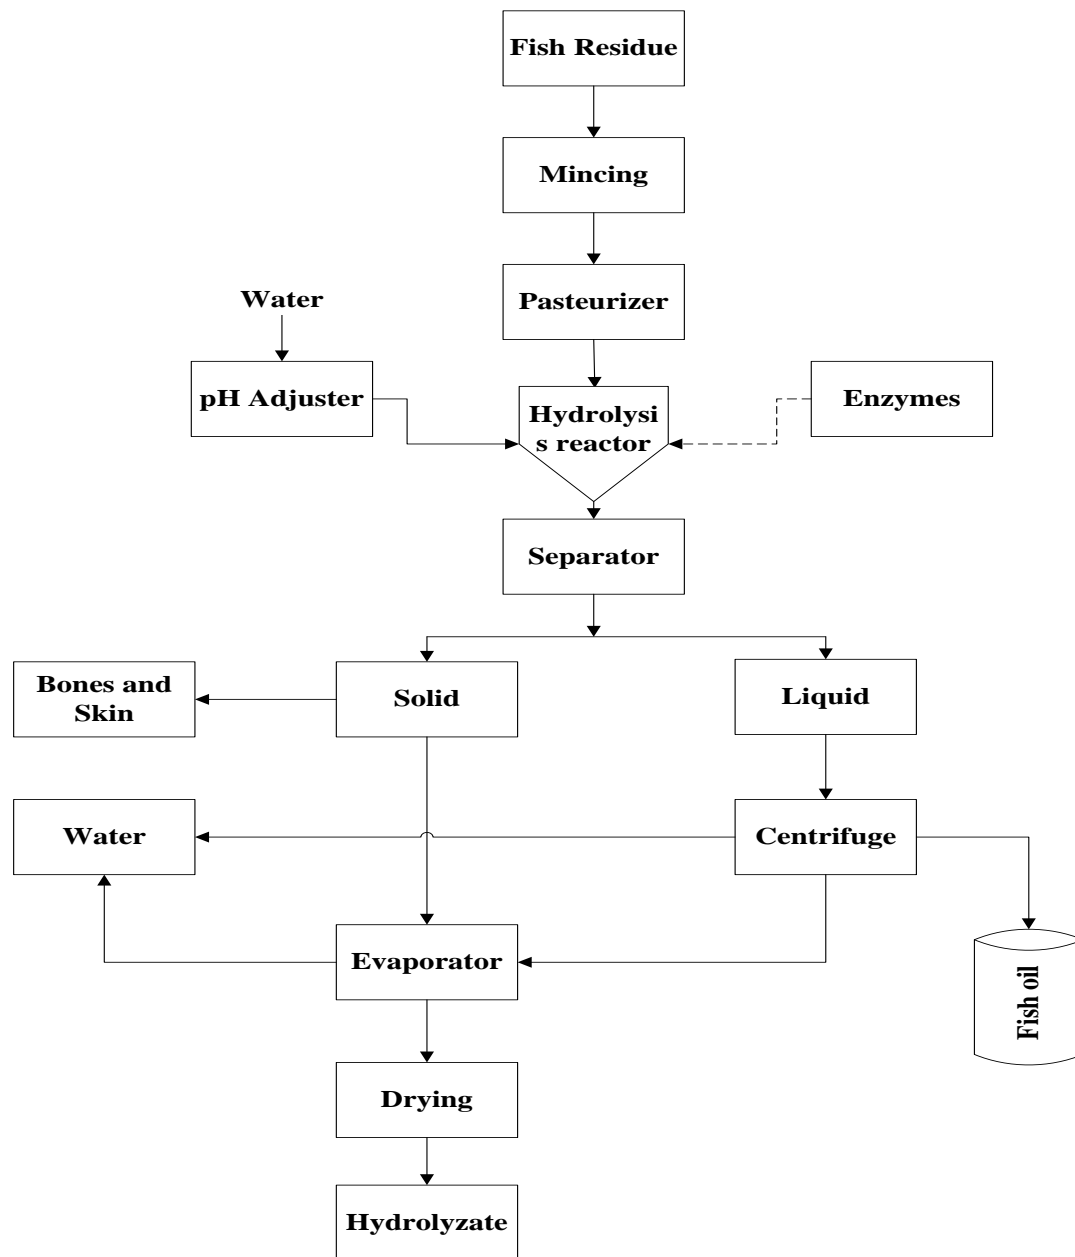 Fish Residue
Mincing
Pasteurizer
Water
pH Adjuster
Hydrolysi
s reactor
Enzymes
Separator
Bones and
Skin
Solid
Liquid
Water
Centrifuge
Evaporator
Fish oil
Drying
Hydrolyzate